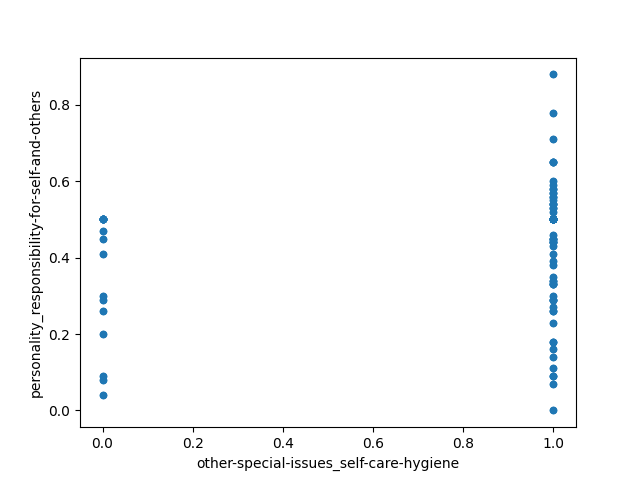 personality_responsibility-for-self-and-others
0.8
0.6
0.4
0.2
0.0
0.0 0.2 0.4 0.6 0.8 1.0
other-special-issues_self-care-hygiene